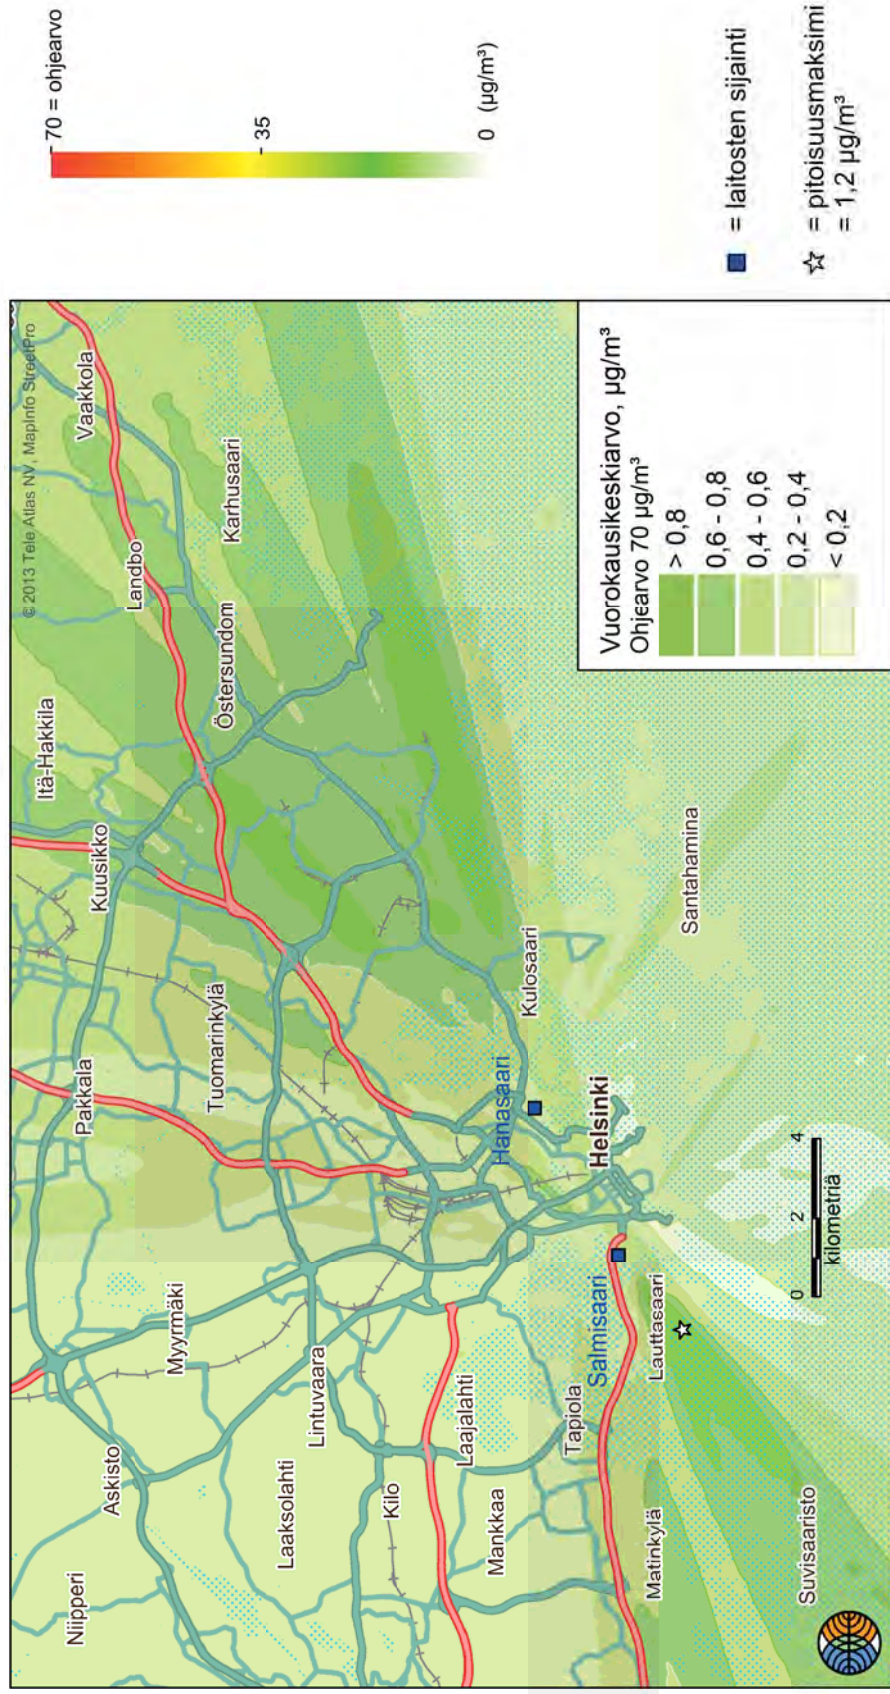 © 2013 Tele Atlas NV, MapInfo StreetPro
Niipperi
Askisto
Myyrmäki
Pakkala
Kuusikko
Itä-Hakkila
Landbo
Vaakkola
Laaksolahti
Lintuvaara
Tuomarinkylä
Östersundom
Karhusaari
Kilo
Laajalahti
Mankkaa
Tapiola
Hanasaari
Kulosaari
Salmisaari
Helsinki
Matinkylä
Lauttasaari
Santahamina
Suvisaaristo
0 2 4
kilometriä
Vuorokausikeskiarvo, µg/m³
Ohjearvo 70 µg/m³
> 0,8
0,6 - 0,8
0,4 - 0,6
0,2 - 0,4
< 0,2
70 = ohjearvo
35
0 (µg/m³)
= laitosten sijainti
= pitoisuusmaksimi
= 1,2 µg/m³